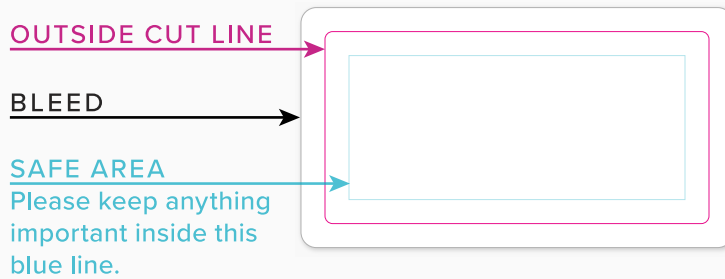 OUTSIDE CUT LINE
BLEED
SAFE AREA
Please keep anything
important inside this
blue line.